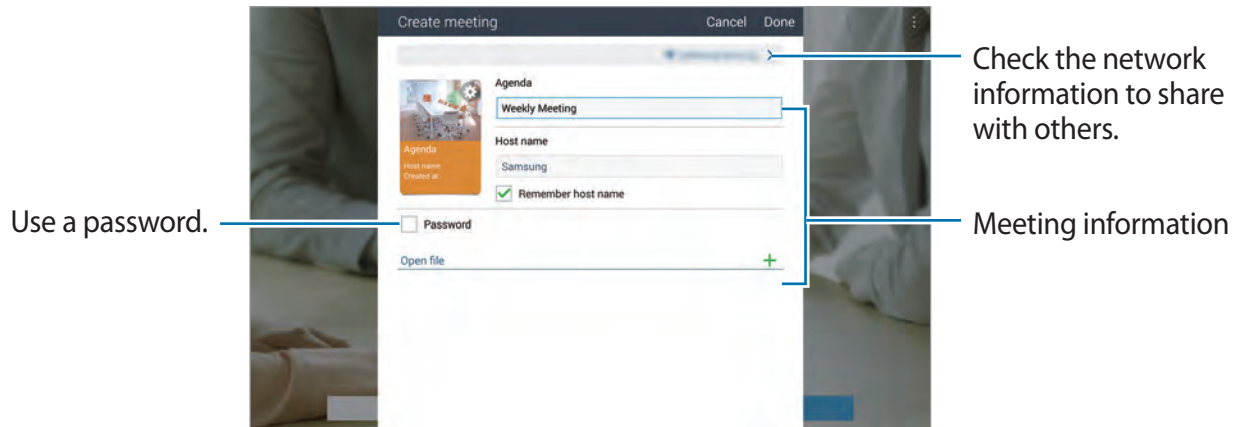 Create meeting Cancel Done
Check the network
information to share
with others.
Agenda
Weekly Meeting
Agenda
Host name
Created at
Host name
Samsung
Remember host name
Use a password.
Password
Meeting information
Open file